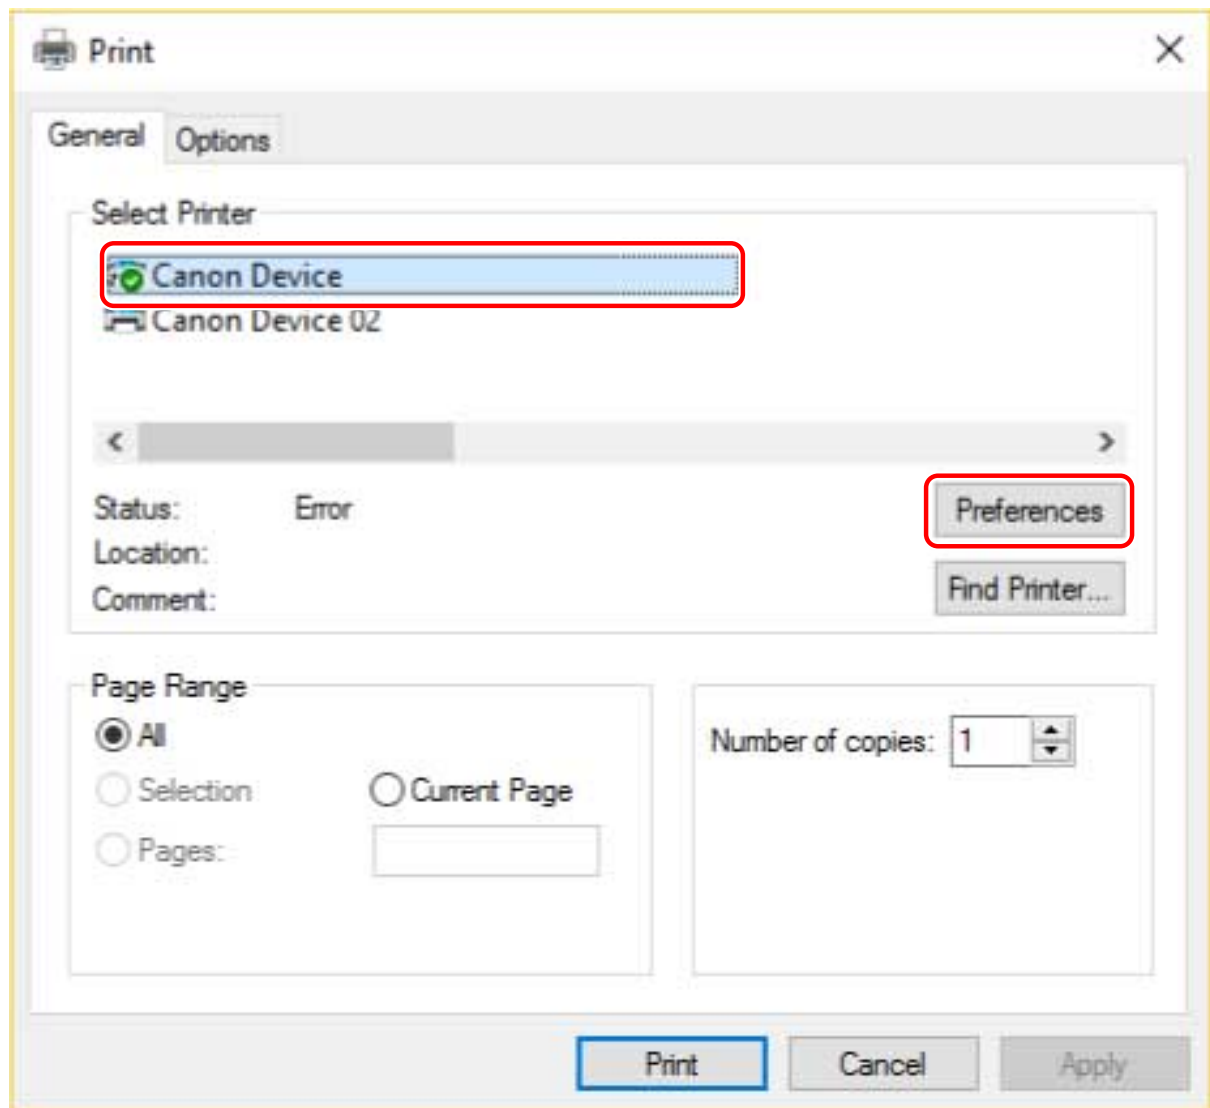 Print
General Options
Select Printer
Canon Device
Canon Device 02
Status: Error
Preferences
Location:
Comment:
Find Printer...
Page Range
All
Selection
Current Page
Pages:
Number of copies: 1
Print Cancel Apply